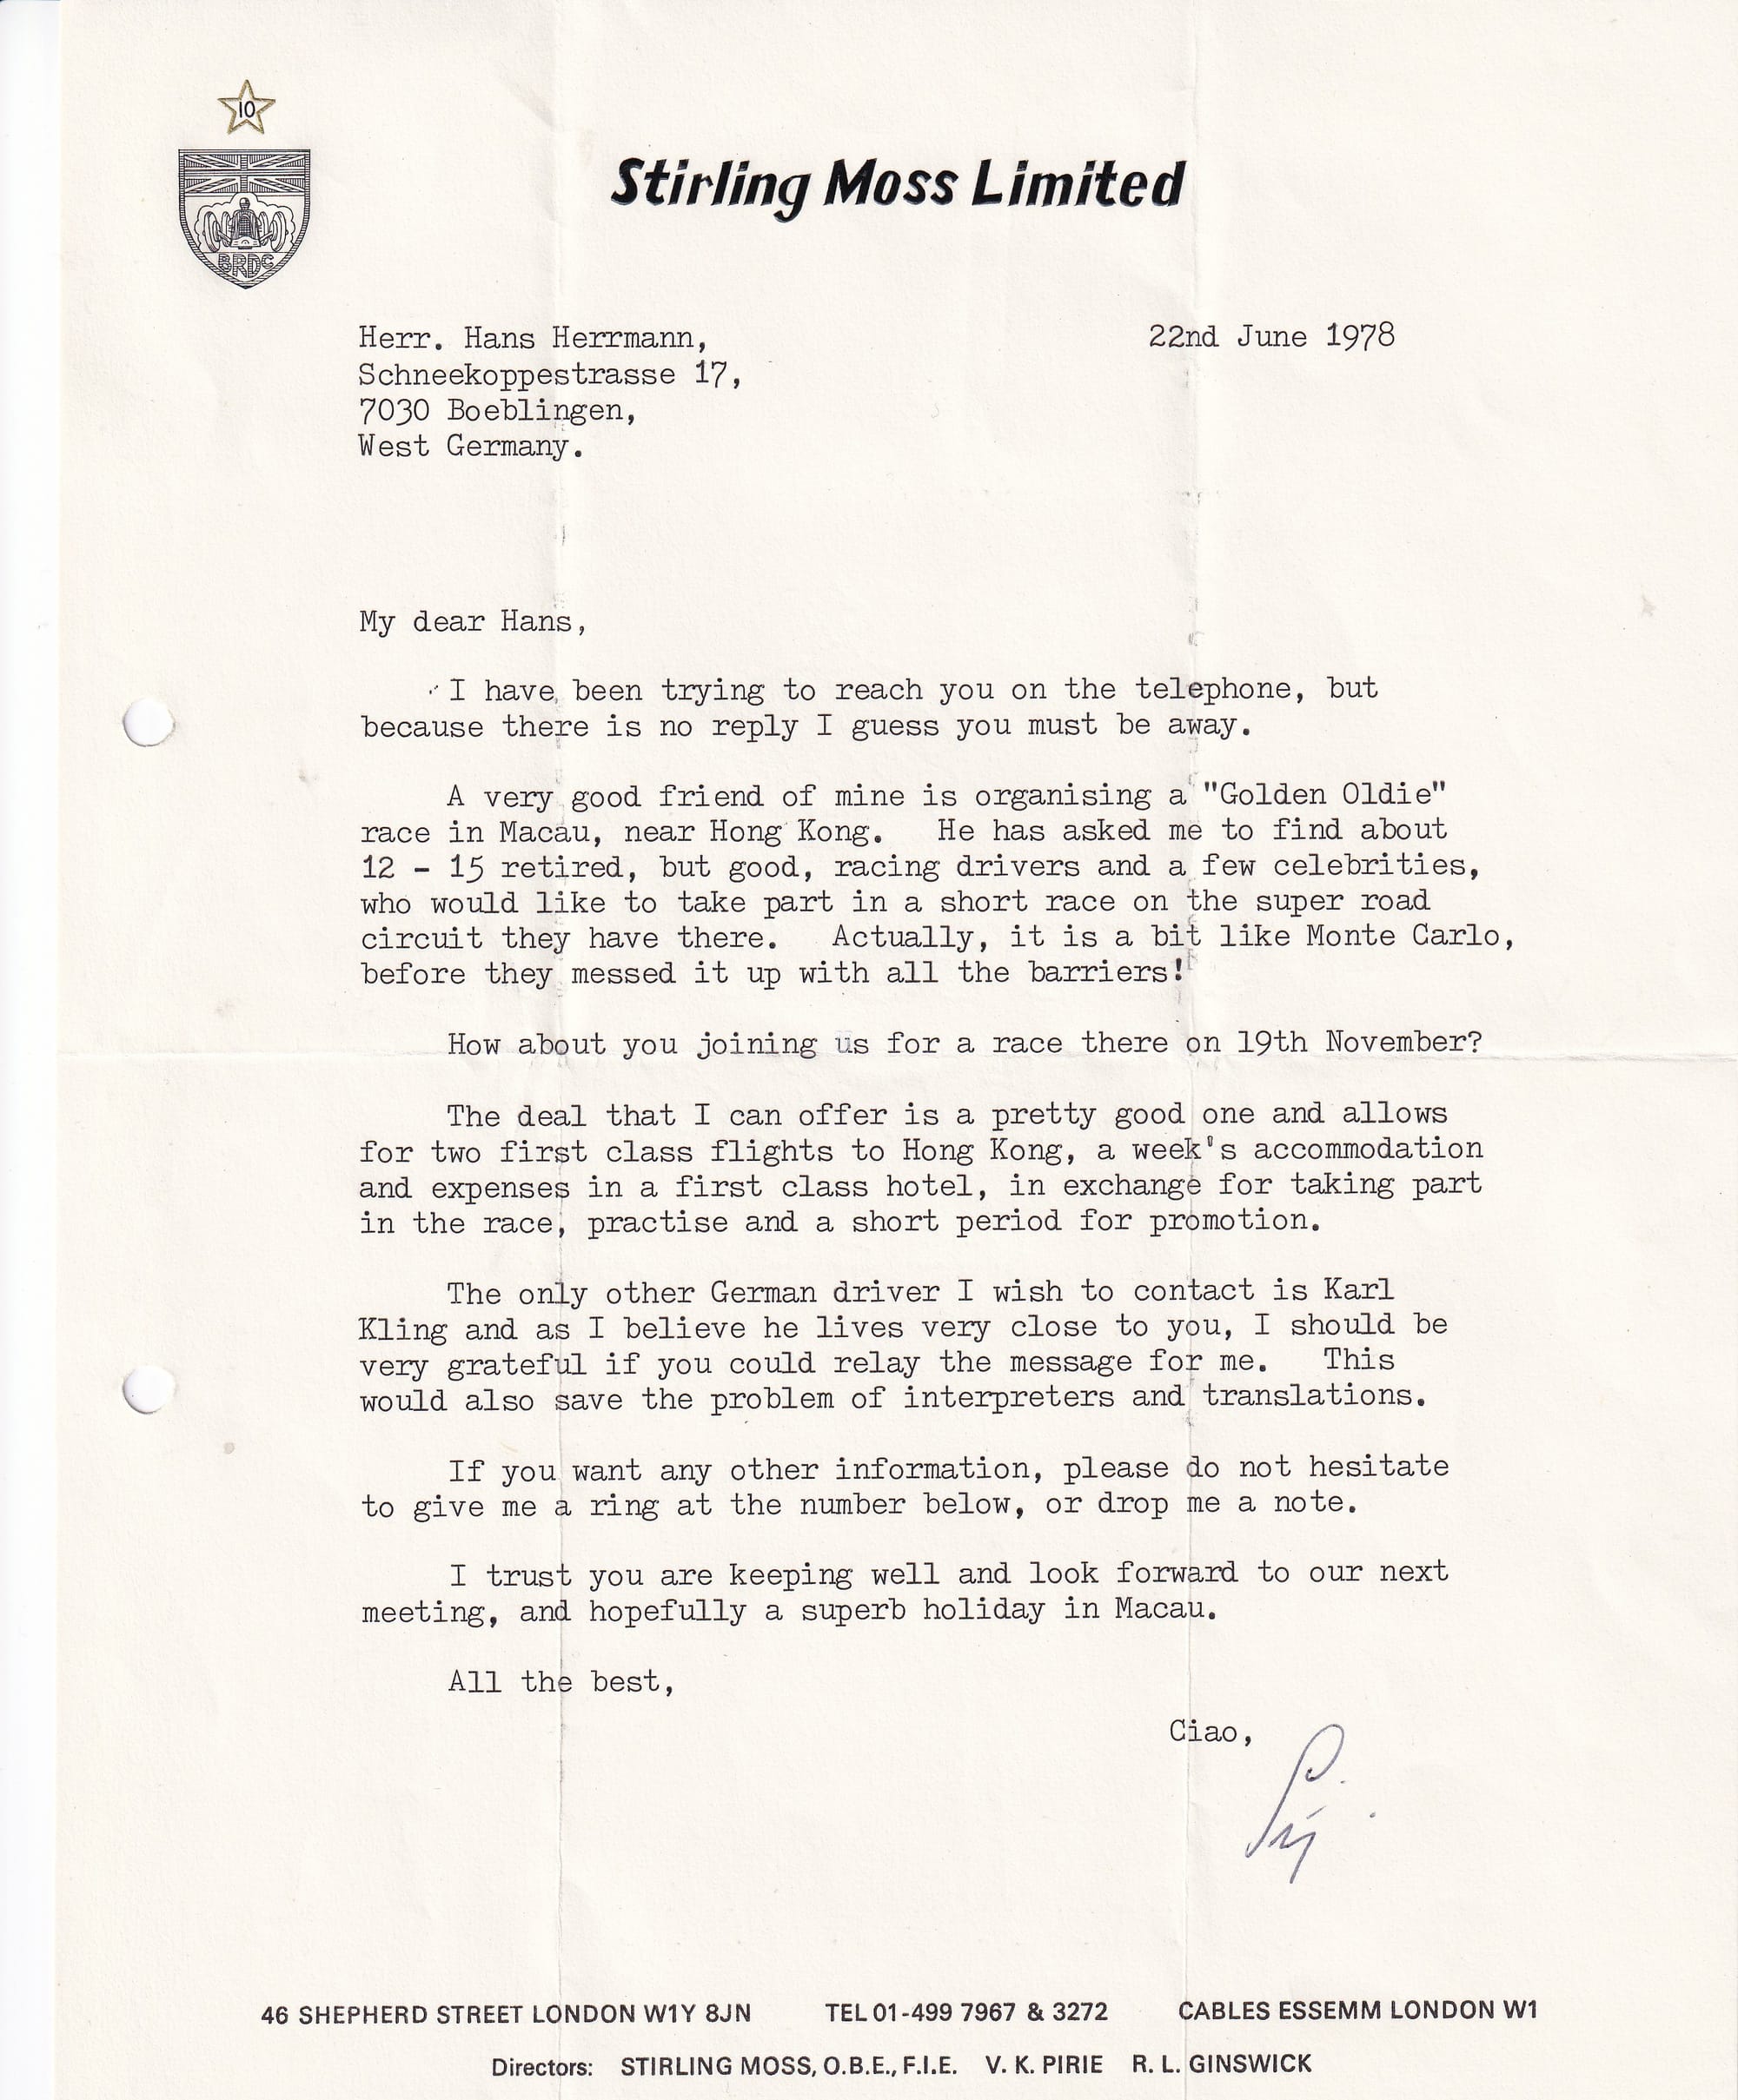 10
BRDC
Stirling Moss Limited
Herr. Hans Herrmann,
22nd June 1978
Schneekoppestrasse 17,
7030 Boeblingen,
West Germany.
My dear Hans,
I have been trying to reach you on the telephone, but
because there is no reply I guess you must be away.
A very good friend of mine is organising a "Golden Oldie"
race in Macau, near Hong Kong. He has asked me to find about
12 - 15 retired, but good, racing drivers and a few celebrities,
who would like to take part in a short race on the super road
circuit they have there. Actually, it is a bit like Monte Carlo,
before they messed it up with all the barriers!
How about you joining us for a race there on 19th November?
The deal that I can offer is a pretty good one and allows
for two first class flights to Hong Kong, a week's accommodation
and expenses in a first class hotel, in exchange for taking part
in the race, practise and a short period for promotion.
The only other German driver I wish to contact is Karl
Kling and as I believe he lives very close to you, I should be
very grateful if you could relay the message for me. This
would also save the problem of interpreters and translations.
If you want any other information, please do not hesitate
to give me a ring at the number below, or drop me a note.
I trust you are keeping well and look forward to our next
meeting, and hopefully a superb holiday in Macau.
All the best,
Ciao,
46 SHEPHERD STREET LONDON W1Y 8JN TEL 01-499 7967 & 3272 CABLES ESSEMM LONDON W1
Directors: STIRLING MOSS, O.B.E., F.I.E. V. K. PIRIE R. L. GINSWICK